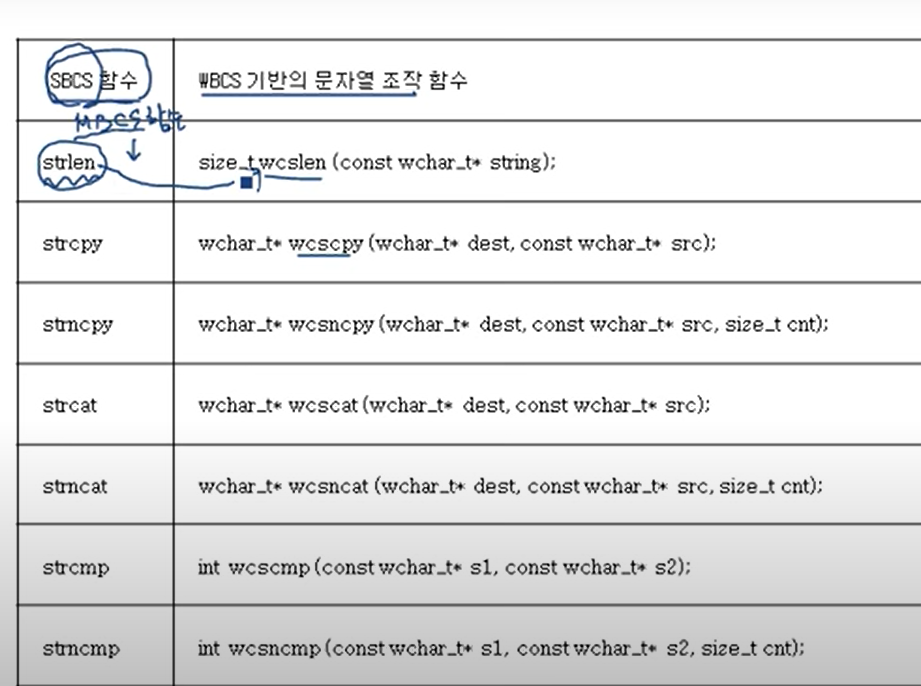 SBCS 함수
WBCS 기반의 문자열 조작 함수
MBCS 함수
strlen
size_t wcslen (const wchar_t* string);
strcpy
wchar_t* wcscpy (wchar_t* dest, const wchar_t* src);
strncpy
wchar_t* wcsncpy (wchar_t* dest, const wchar_t* src, size_t cnt);
strcat
wchar_t* wcscat (wchar_t* dest, const wchar_t* src);
strncat
wchar_t* wcsncat (wchar_t* dest, const wchar_t* src, size_t cnt);
strcmp
int wcscmp (const wchar_t* s1, const wchar_t* s2);
strncmp
int wcsncmp (const wchar_t* s1, const wchar_t* s2, size_t cnt);